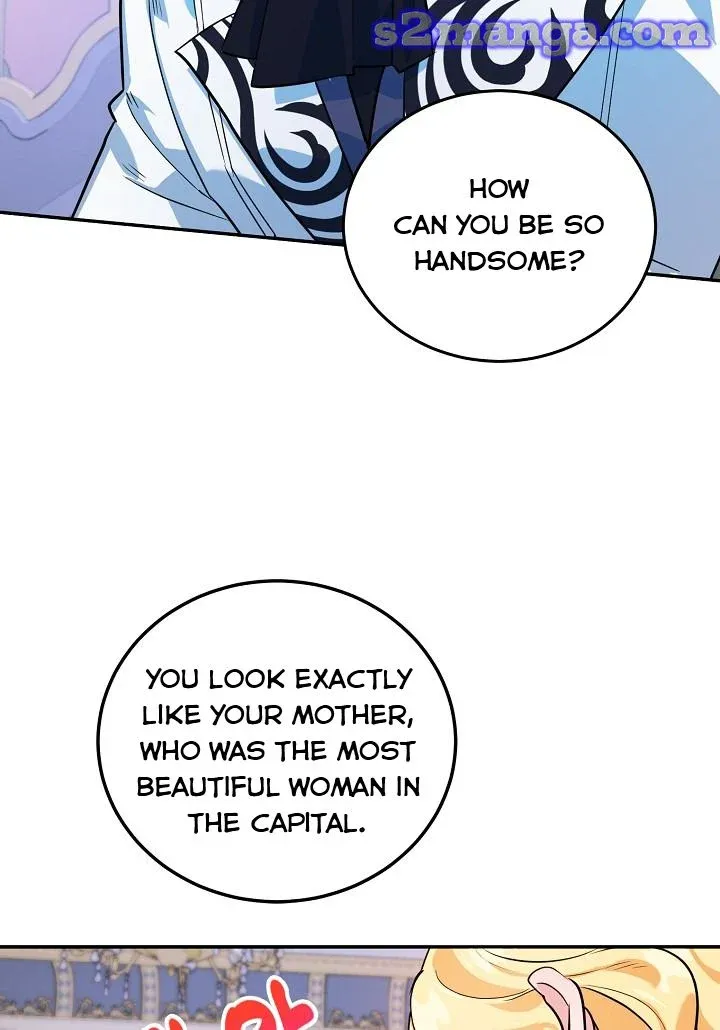 s2manga.com
HOW
CAN YOU BE SO
HANDSOME?
YOU LOOK EXACTLY
LIKE YOUR MOTHER,
WHO WAS THE MOST
BEAUTIFUL WOMAN IN
THE CAPITAL.